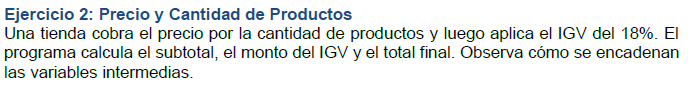 Ejercicio 2: Precio y Cantidad de Productos
Una tienda cobra el precio por la cantidad de productos y luego aplica el IGV del 18%. El
programa calcula el subtotal, el monto del IGV y el total final. Observa cómo se encadenan
las variables intermedias.